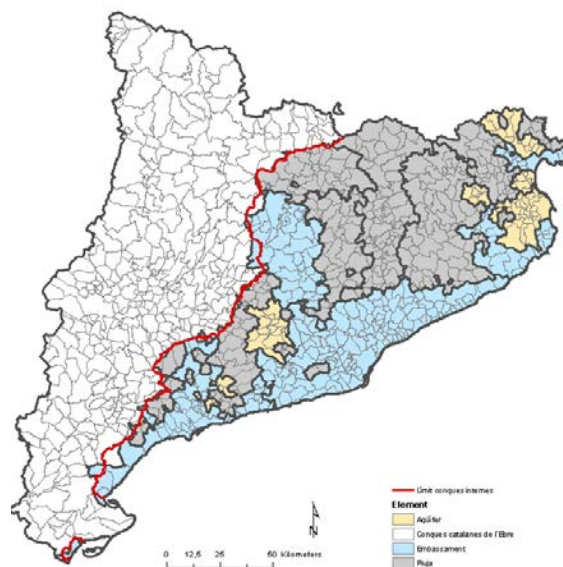 Límit conques internes
Element
Aqüífer
Conques catalanes de l'Ebre
Embassament
Pluja
0 12,5 25 50 Kilometers
N